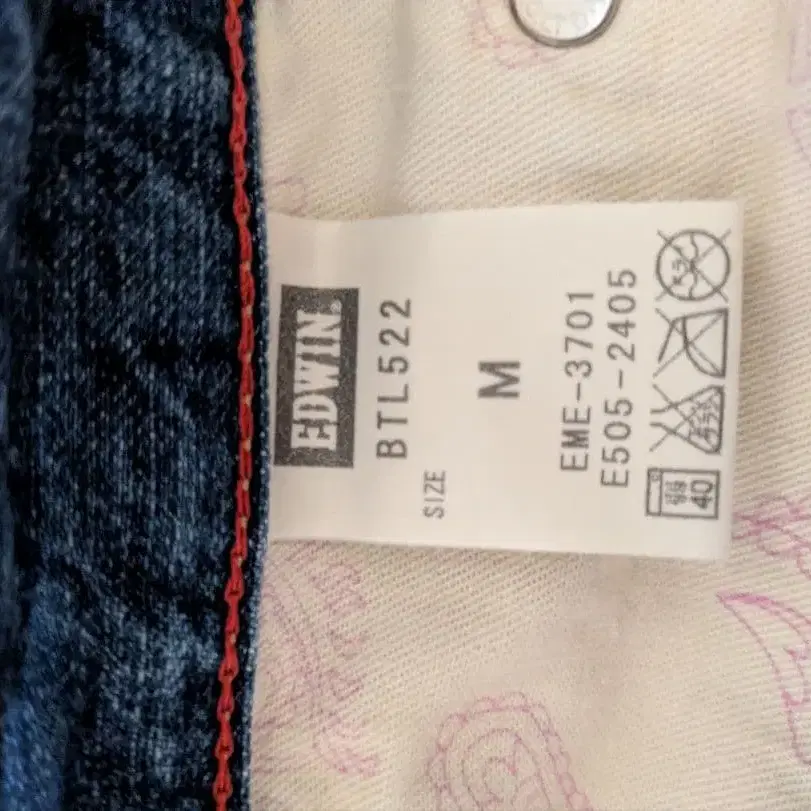 EDWIN
BTL522
SIZE
M
EME-3701
E505-2405
40